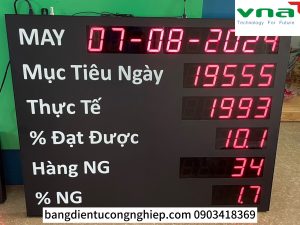 vna
Technology For Future
MAY 07-08-2024
Mục Tiêu Ngày 19555
Thực Tế 1993
% Đạt Được 10.1
Hàng NG 34
% NG 1.7
bangdientucongnghiep.com 0903418369